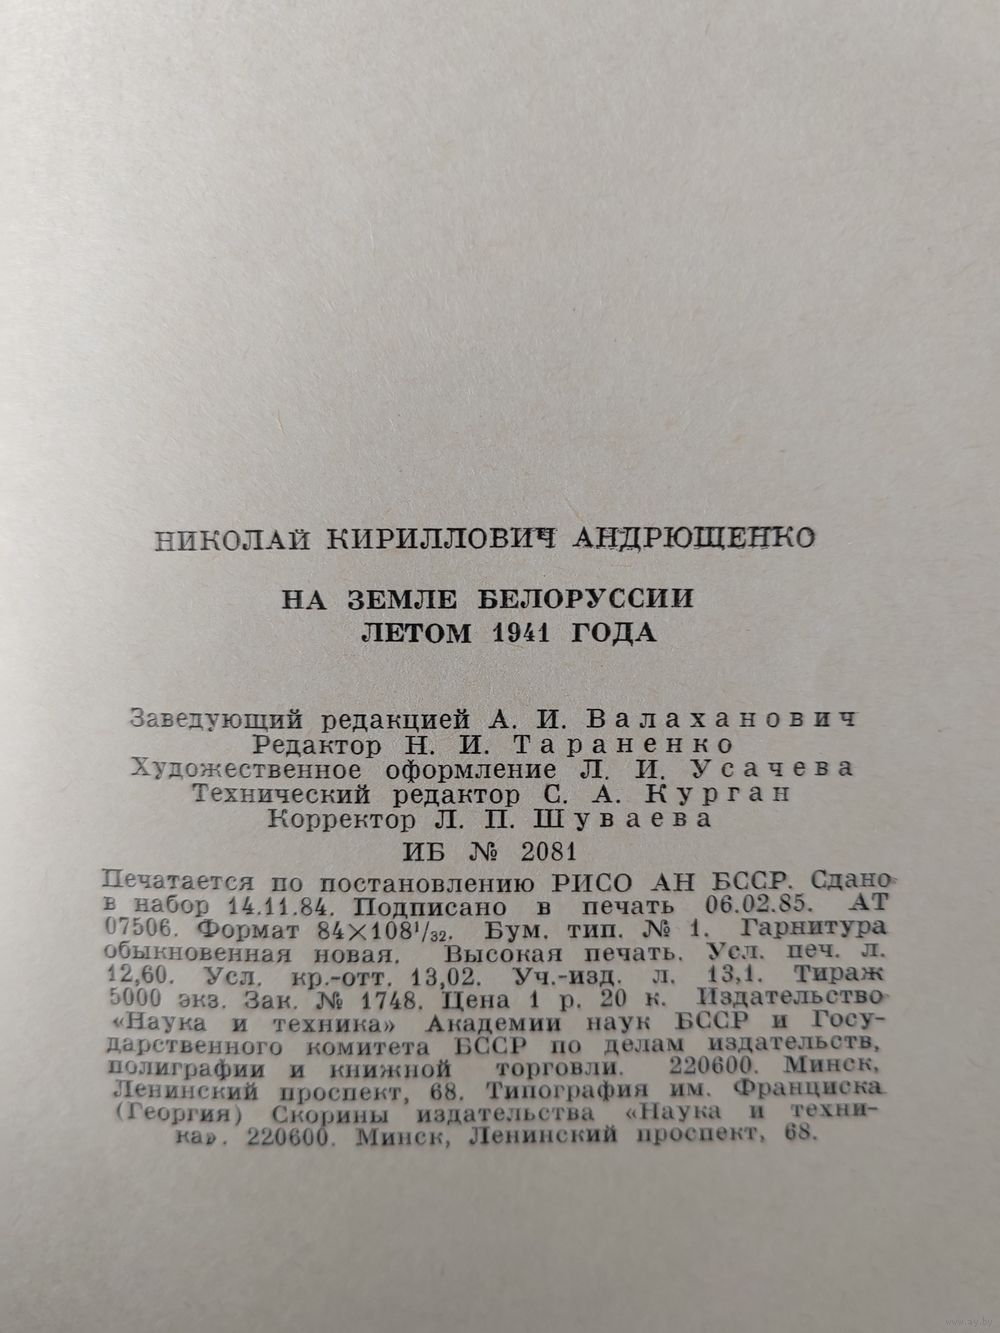 НИКОЛАЙ КИРИЛЛОВИЧ АНДРЮЩЕНКО
НА ЗЕМЛЕ БЕЛОРУССИИ
ЛЕТОМ 1941 ГОДА
Заведующий редакцией А. И. Валаханович
Редактор Н. И. Тараненко
Художественное оформление Л. И. Усачева
Технический редактор С. А. Курган
Корректор Л. П. Шуваева
ИБ № 2081
Печатается по постановлению РИСО АН БССР. Сдано
в набор 14.11.84. Подписано в печать 06.02.85. АТ
07506. Формат 84×108¹/₃₂. Бум. тип. № 1. Гарнитура
обыкновенная новая. Высокая печать. Усл. печ. л.
12,60. Усл. кр.-отт. 13,02. Уч.-изд. л. 13,1. Тираж
5000 экз. Зак. № 1748. Цена 1 р. 20 к. Издательство
«Наука и техника» Академии наук БССР и Госу-
дарственного комитета БССР по делам издательств,
полиграфии и книжной торговли. 220600. Минск,
Ленинский проспект, 68. Типография им. Франциска
(Георгия) Скорины издательства «Наука и техни-
ка». 220600. Минск, Ленинский проспект, 68.
www.ay.by